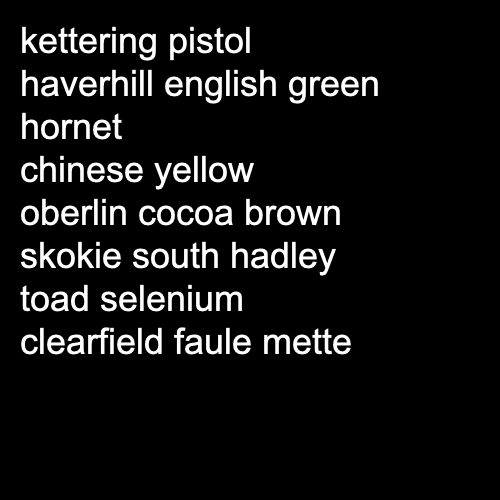 kettering pistol
haverhill english green
hornet
chinese yellow
oberlin cocoa brown
skokie south hadley
toad selenium
clearfield faule mette